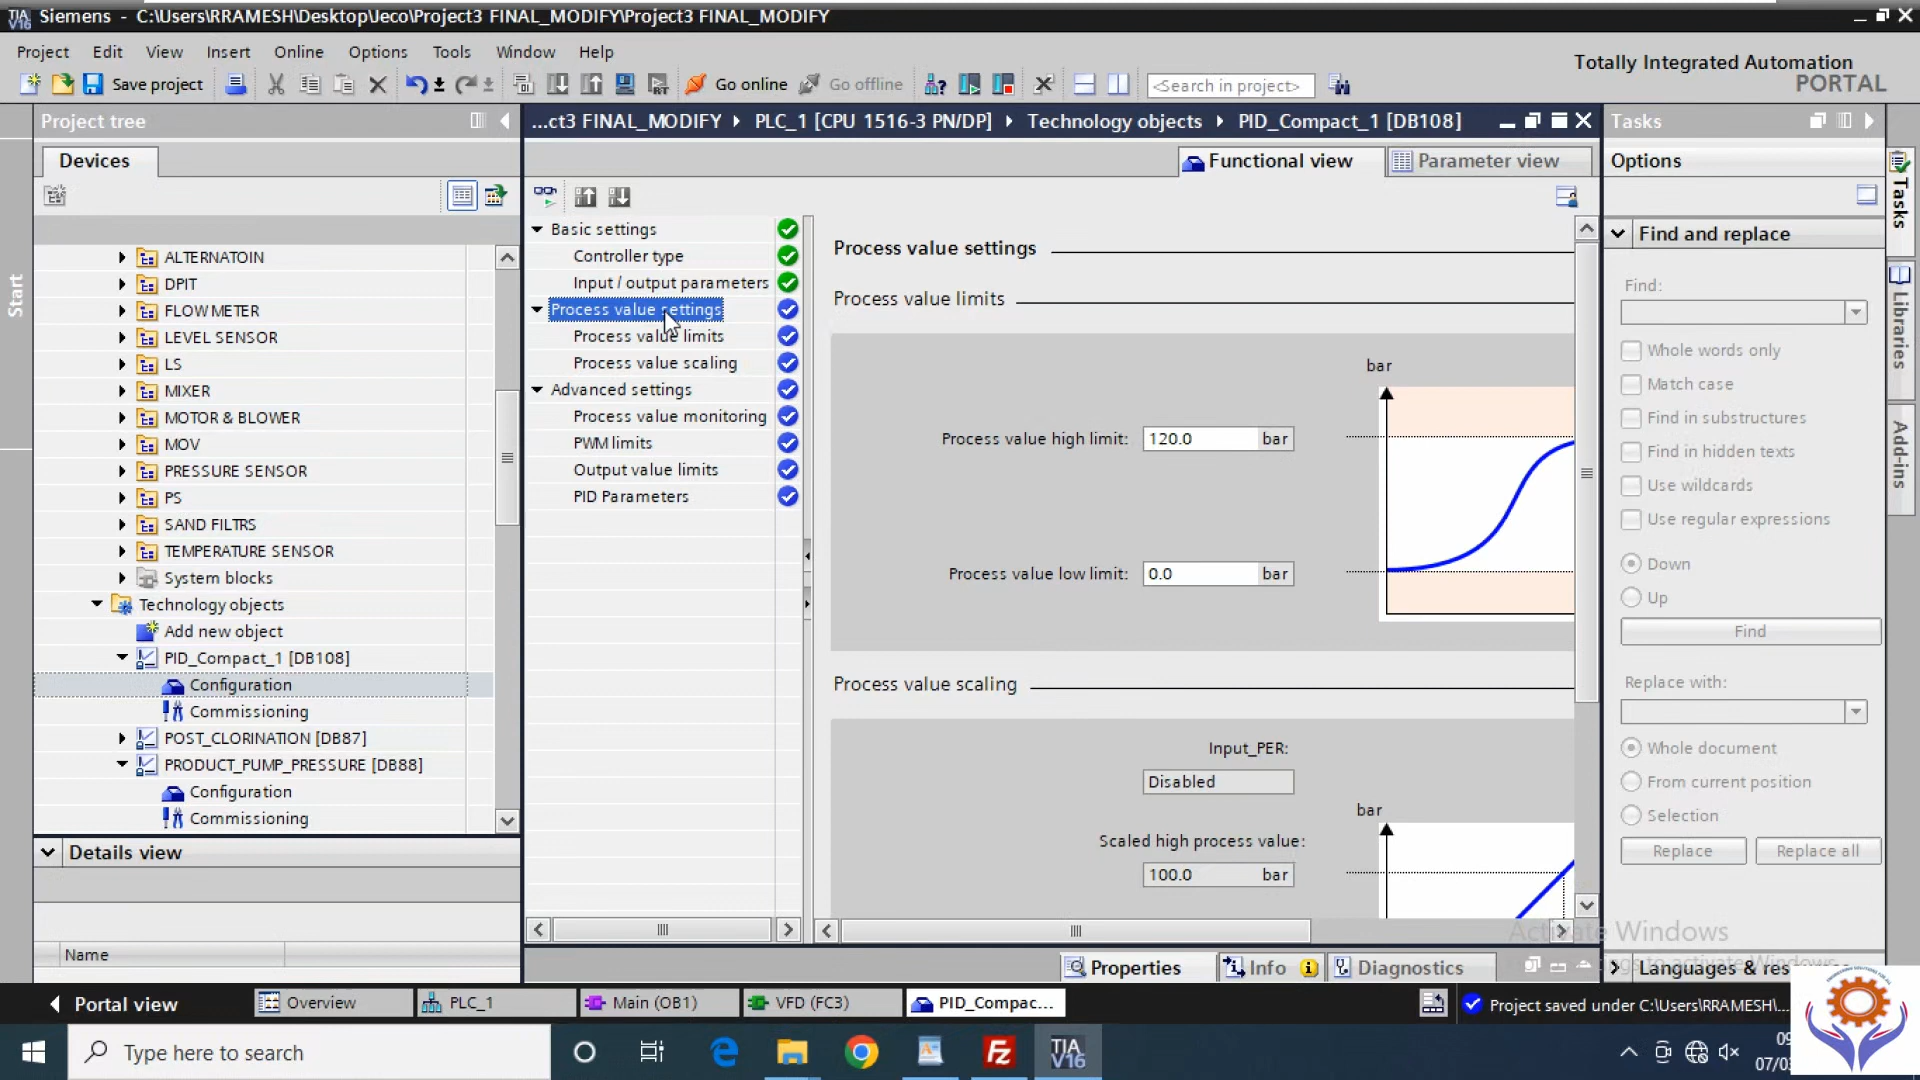 Siemens - C:\Users\RRAMESH\Desktop\Jeco\Project3 FINAL_MODIFY\Project3 FINAL_MODIFY
Project Edit View Insert Online Options Tools Window Help
Totally Integrated Automation
PORTAL
Save project
Go online
Go offline
<Search in project>
Project tree
...ct3 FINAL_MODIFY PLC_1 [CPU 1516-3 PN/DP] Technology objects PID_Compact_1 [DB108]
Tasks
Devices
Functional view
Parameter view
Options
Start
ALTERNATOIN
DPIT
FLOW METER
LEVEL SENSOR
LS
MIXER
MOTOR & BLOWER
MOV
PRESSURE SENSOR
PS
SAND FILTRS
TEMPERATURE SENSOR
System blocks
Technology objects
Add new object
PID_Compact_1 [DB108]
Configuration
Commissioning
POST_CLORINATION [DB87]
PRODUCT_PUMP_PRESSURE [DB88]
Configuration
Commissioning
Details view
Name
Basic settings
Controller type
Input / output parameters
Process value settings
Process value limits
Process value scaling
Advanced settings
Process value monitoring
PWM limits
Output value limits
PID Parameters
Process value settings
Process value limits
bar
Process value high limit: 120.0 bar
Process value low limit: 0.0 bar
Process value scaling
Input_PER:
Disabled
bar
Scaled high process value:
100.0 bar
Find and replace
Find:
Whole words only
Match case
Find in substructures
Find in hidden texts
Use wildcards
Use regular expressions
Down
Up
Find
Replace with:
Whole document
From current position
Selection
Replace
Replace all
Languages & res
Tasks
Libraries
Add-ins
Activate Windows
Properties
Info
Diagnostics
Portal view
Overview
PLC_1
Main (OB1)
VFD (FC3)
PID_Compac...
Project saved under C:\Users\RRAMESH\...
Type here to search
TIA
V16